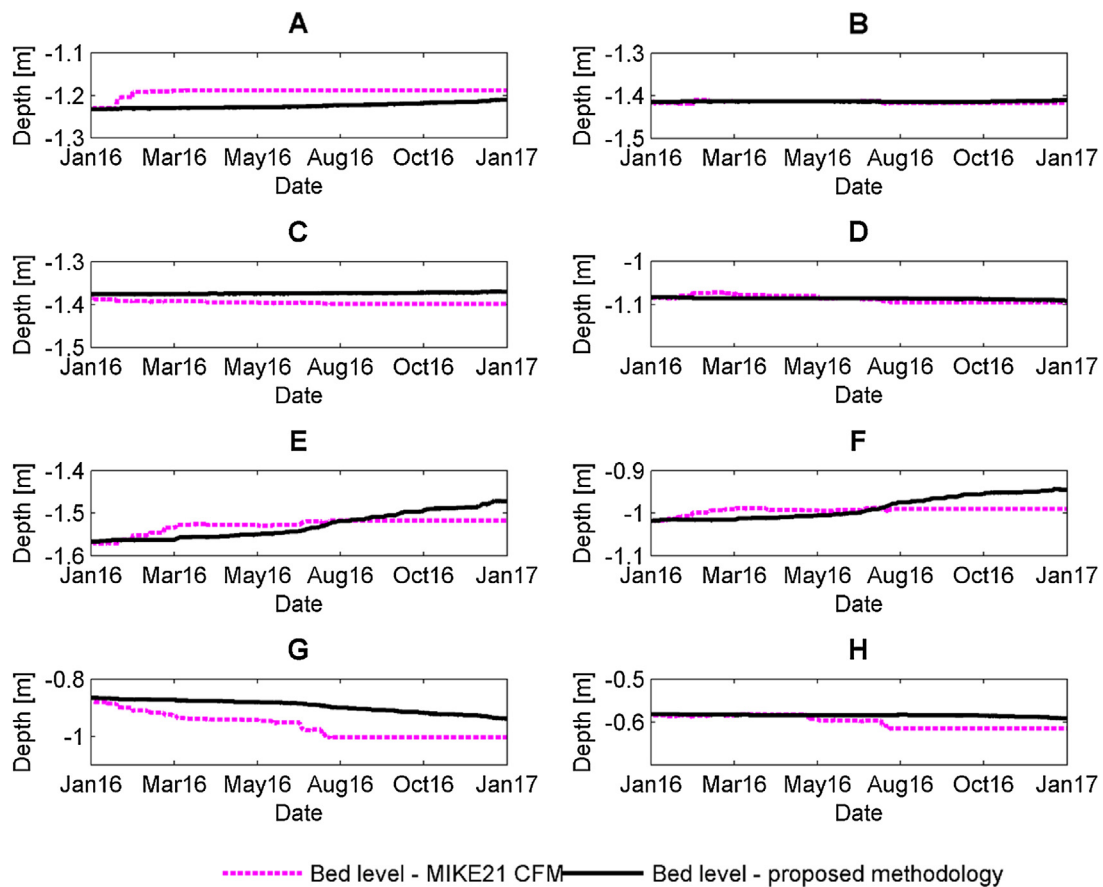 A
Depth [m]
-1.1
-1.2
-1.3
Jan16 Mar16 May16 Aug16 Oct16 Jan17
Date
B
Depth [m]
-1.3
-1.4
-1.5
Jan16 Mar16 May16 Aug16 Oct16 Jan17
Date
C
Depth [m]
-1.3
-1.4
-1.5
Jan16 Mar16 May16 Aug16 Oct16 Jan17
Date
D
Depth [m]
-1
-1.1
Jan16 Mar16 May16 Aug16 Oct16 Jan17
Date
E
Depth [m]
-1.4
-1.5
-1.6
Jan16 Mar16 May16 Aug16 Oct16 Jan17
Date
F
Depth [m]
-0.9
-1
-1.1
Jan16 Mar16 May16 Aug16 Oct16 Jan17
Date
G
Depth [m]
-0.8
-1
Jan16 Mar16 May16 Aug16 Oct16 Jan17
Date
H
Depth [m]
-0.5
-0.6
Jan16 Mar16 May16 Aug16 Oct16 Jan17
Date
Bed level - MIKE21 CFM Bed level - proposed methodology